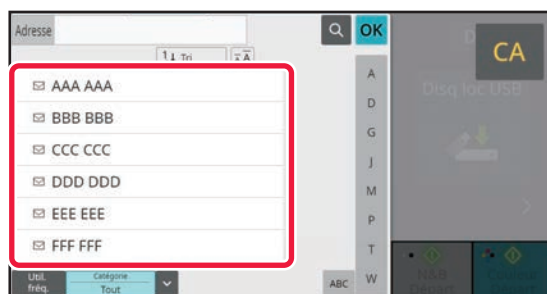 Adresse
OK
CA
1↓ Tri
A
AAA AAA
D
BBB BBB
G
CCC CCC
J
DDD DDD
M
EEE EEE
P
FFF FFF
T
W
Util. fréq.
Catégorie
Tout
ABC
Disq loc USB
N&B
Départ
Couleur
Départ